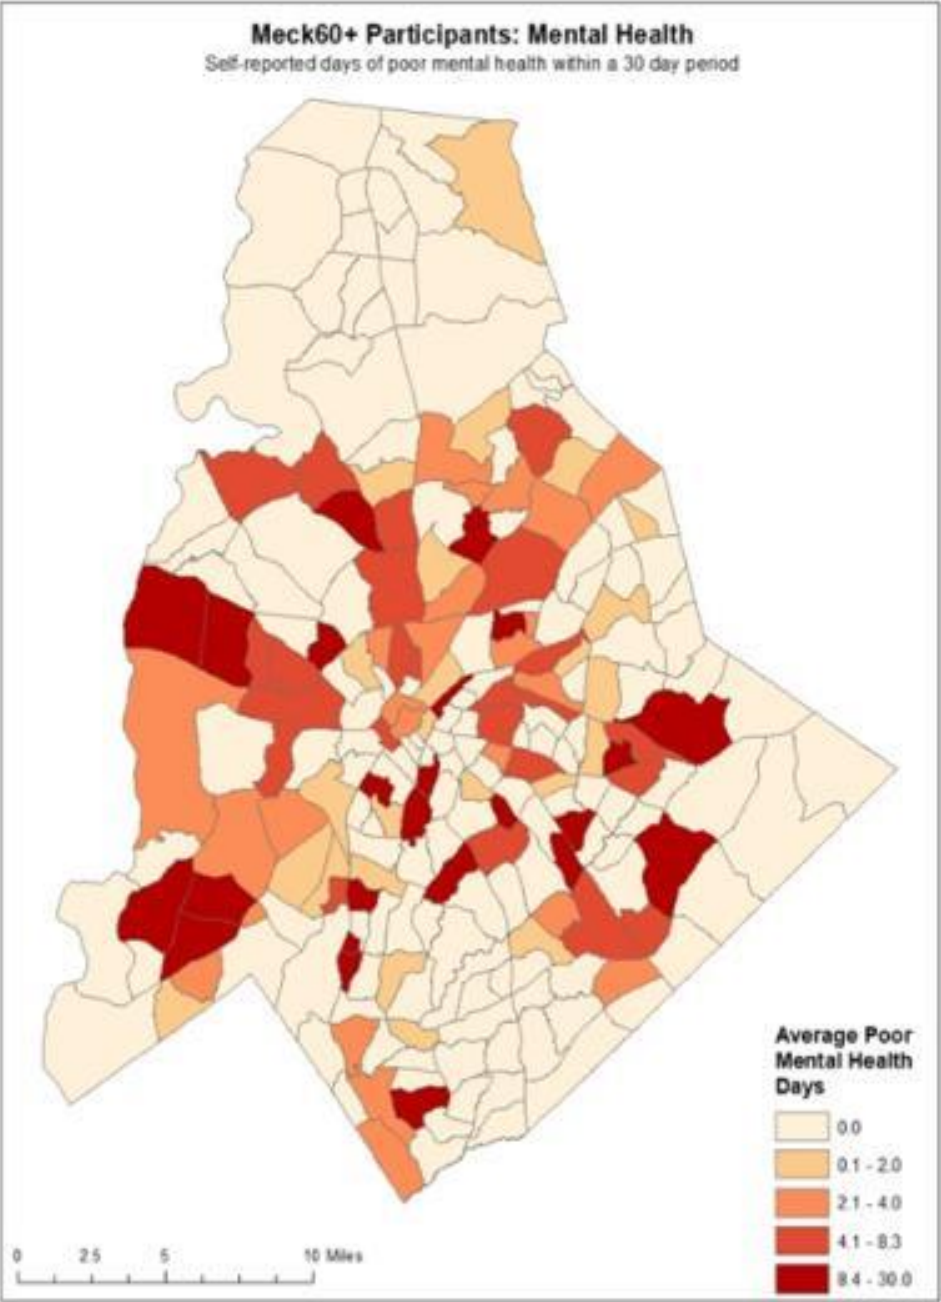 Meck60+ Participants: Mental Health
Self-reported days of poor mental health within a 30 day period
Average Poor
Mental Health
Days
0.0
0.1 - 2.0
2.1 - 4.0
4.1 - 8.3
8.4 - 30.0
0 2.5 5 10 Miles